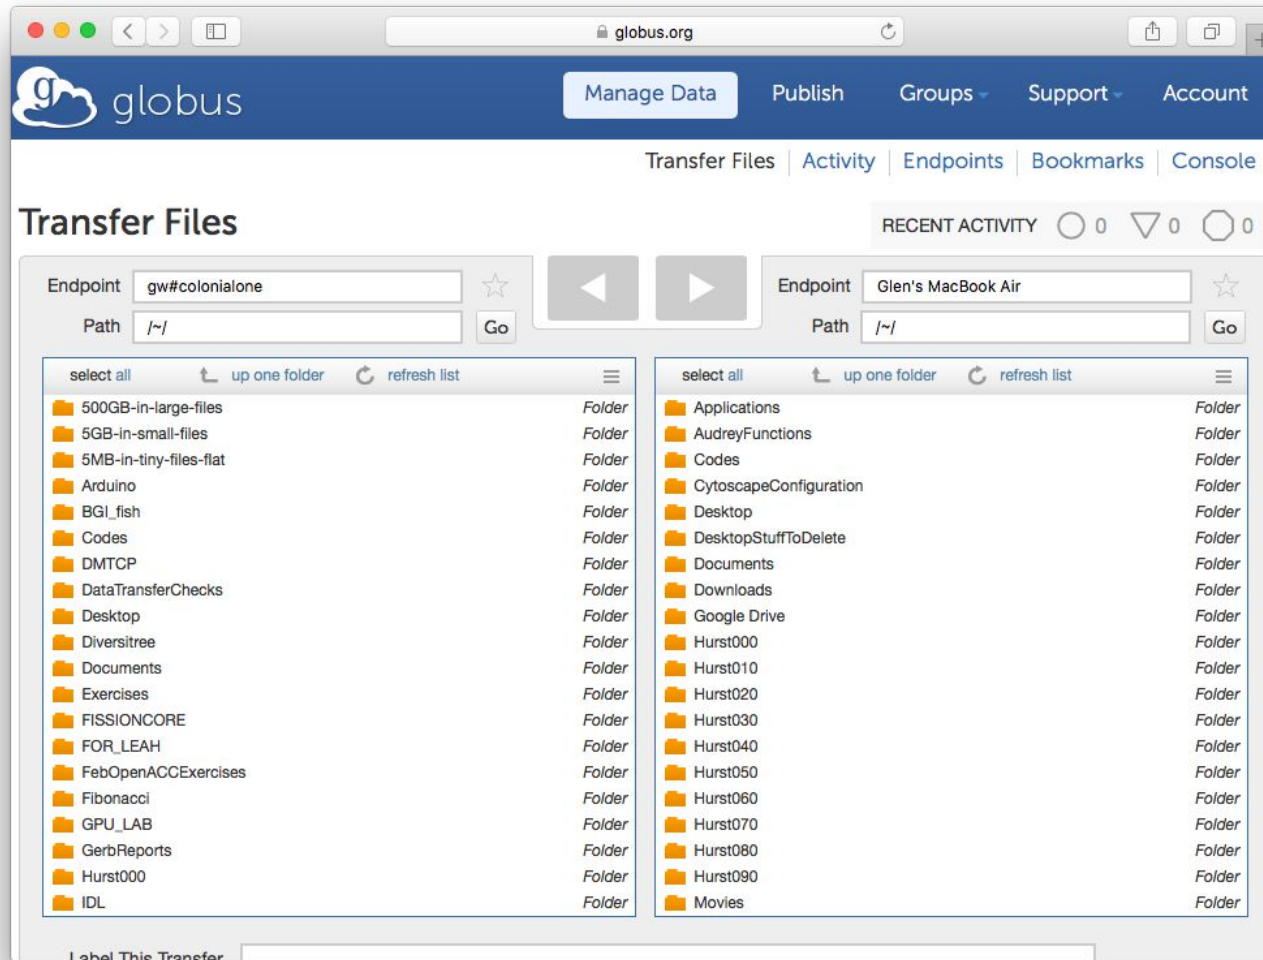 globus.org
g globus
Manage Data Publish Groups Support Account
Transfer Files Activity Endpoints Bookmarks Console
Transfer Files
RECENT ACTIVITY 0 0 0
Endpoint gw#colonialone
Path /~/ Go
Endpoint Glen's MacBook Air
Path /~/ Go
select all up one folder refresh list
500GB-in-large-files Folder
5GB-in-small-files Folder
5MB-in-tiny-files-flat Folder
Arduino Folder
BGI_fish Folder
Codes Folder
DMTCP Folder
DataTransferChecks Folder
Desktop Folder
Diversitree Folder
Documents Folder
Exercises Folder
FISSIONCORE Folder
FOR_LEAH Folder
FebOpenACCExercises Folder
Fibonacci Folder
GPU_LAB Folder
GerbReports Folder
Hurst000 Folder
IDL Folder
select all up one folder refresh list
Applications Folder
AudreyFunctions Folder
Codes Folder
CytoscapeConfiguration Folder
Desktop Folder
DesktopStuffToDelete Folder
Documents Folder
Downloads Folder
Google Drive Folder
Hurst000 Folder
Hurst010 Folder
Hurst020 Folder
Hurst030 Folder
Hurst040 Folder
Hurst050 Folder
Hurst060 Folder
Hurst070 Folder
Hurst080 Folder
Hurst090 Folder
Movies Folder
Label This Transfer